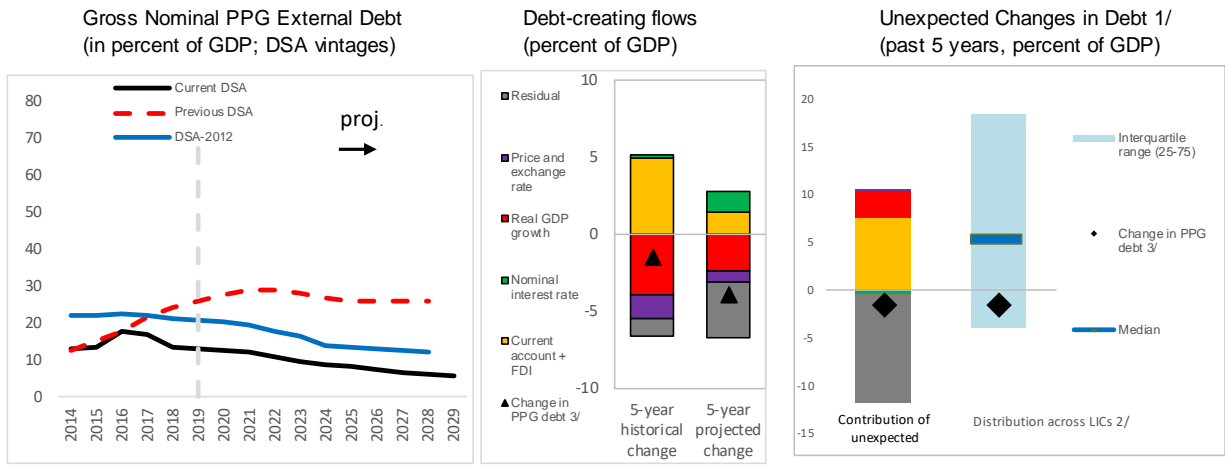 Gross Nominal PPG External Debt
(in percent of GDP; DSA vintages)
Current DSA
Previous DSA
DSA-2012
proj.
80
70
60
50
40
30
20
10
0
2014
2015
2016
2017
2018
2019
2020
2021
2022
2023
2024
2025
2026
2027
2028
2029
Debt-creating flows
(percent of GDP)
Residual
Price and
exchange
rate
Real GDP
growth
Nominal
interest rate
Current
account +
FDI
Change in
PPG debt 3/
10
5
0
-5
-10
5-year
historical
change
5-year
projected
change
Unexpected Changes in Debt 1/
(past 5 years, percent of GDP)
20
15
10
5
0
-5
-10
-15
Interquartile
range (25-75)
Change in PPG
debt 3/
Median
Contribution of
unexpected
Distribution across LICs 2/